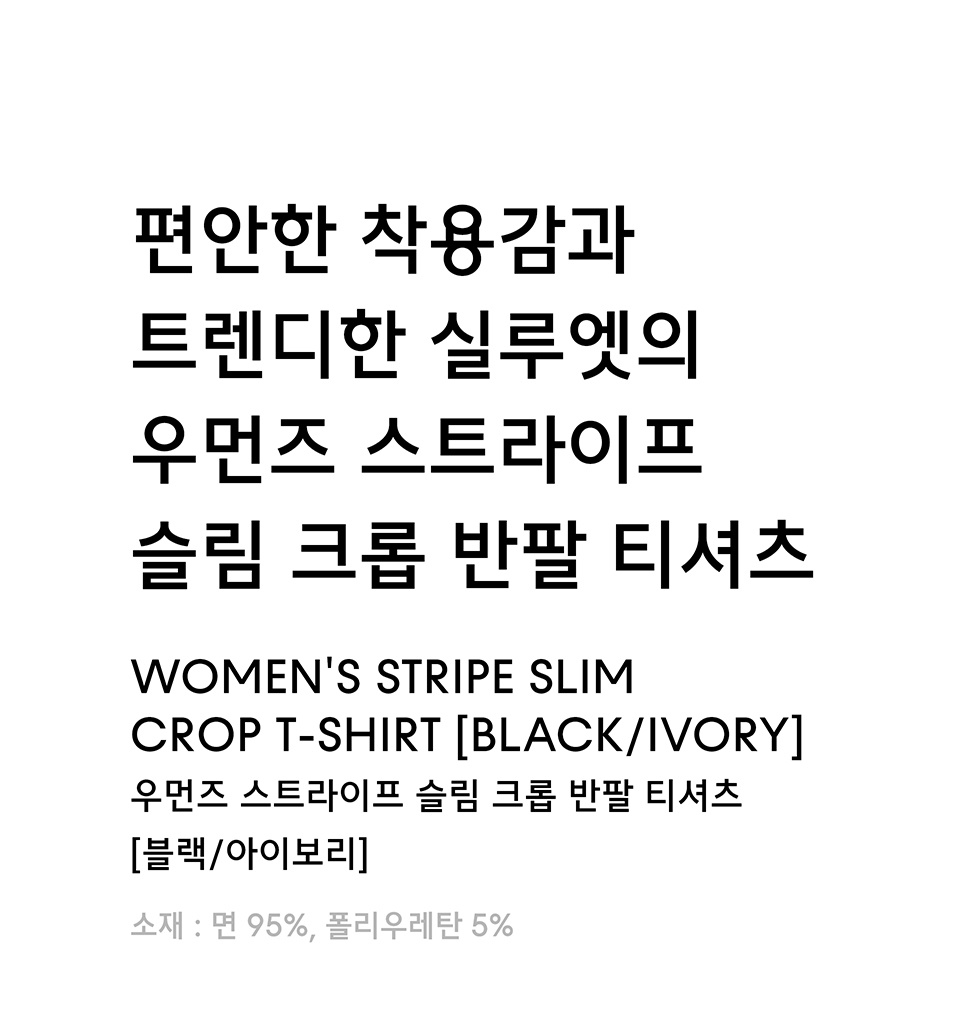 편안한 착용감과
트렌디한 실루엣의
우먼즈 스트라이프
슬림 크롭 반팔 티셔츠
WOMEN'S STRIPE SLIM
CROP T-SHIRT [BLACK/IVORY]
우먼즈 스트라이프 슬림 크롭 반팔 티셔츠
[블랙/아이보리]
소재 : 면 95%, 폴리우레탄 5%